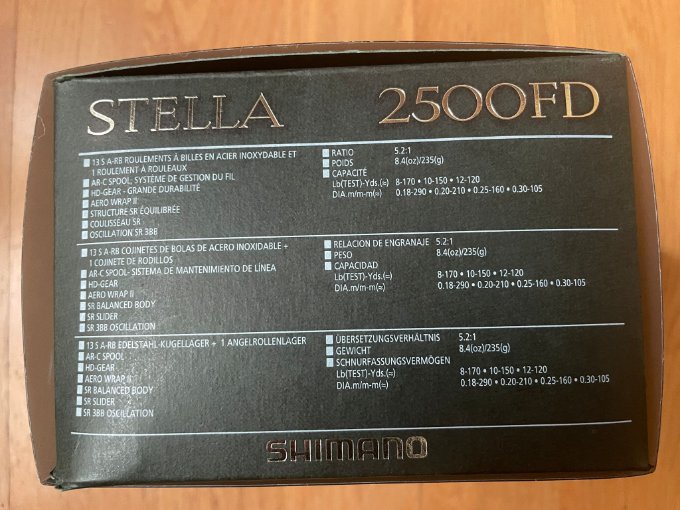 STELLA 2500FD
13 S A-RB ROULEMENTS À BILLES EN ACIER INOXYDABLE ET
1 ROULEMENT A ROULEAUX
AR-C SPOOL; SYSTÈME DE GESTION DU FIL
HD-GEAR - GRANDE DURABILITÉ
AERO WRAP II
STRUCTURE SR ÉQUILIBRÉE
COULISSEAU SR
OSCILLATION SR 3BB
RATIO 5.2:1
POIDS 8.4(oz)/235(g)
CAPACITÉ
Lb(TEST)-Yds.(≈) 8-170 • 10-150 • 12-120
DIA.m/m-m(≈) 0.18-290 • 0.20-210 • 0.25-160 • 0.30-105
13 S A-RB COJINETES DE BOLAS DE ACERO INOXIDABLE +
1 COJINETE DE RODILLOS
AR-C SPOOL- SISTEMA DE MANTENIMIENTO DE LÍNEA
HD-GEAR
AERO WRAP II
SR BALANCED BODY
SR SLIDER
SR 3BB OSCILLATION
RELACION DE ENGRANAJE 5.2:1
PESO 8.4(oz)/235(g)
CAPACIDAD
Lb(TEST)-Yds.(≈) 8-170 • 10-150 • 12-120
DIA.m/m-m(≈) 0.18-290 • 0.20-210 • 0.25-160 • 0.30-105
13 S A-RB EDELSTAHL-KUGELLAGER + 1 ANGELROLLENLAGER
AR-C SPOOL
HD-GEAR
AERO WRAP II
SR BALANCED BODY
SR SLIDER
SR 3BB OSCILLATION
ÜBERSETZUNGSVERHÄLTNIS 5.2:1
GEWICHT 8.4(oz)/235(g)
SCHNURFASSUNGSVERMÖGEN
Lb(TEST)-Yds.(≈) 8-170 • 10-150 • 12-120
DIA.m/m-m(≈) 0.18-290 • 0.20-210 • 0.25-160 • 0.30-105
SHIMANO